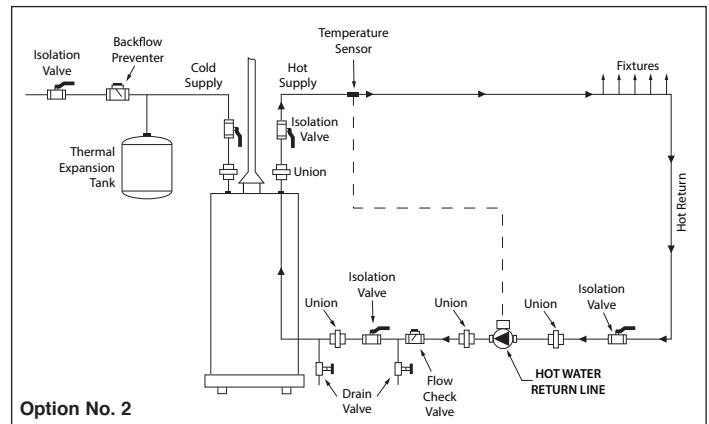 Temperature
Sensor
Backflow
Preventer
Isolation
Valve
Cold
Supply
Hot
Supply
Fixtures
Isolation
Valve
Thermal
Expansion
Tank
Union
Hot Return
Isolation
Valve
Isolation
Valve
Union
Union
Union
Drain
Valve
Flow
Check
Valve
HOT WATER
RETURN LINE
Option No. 2